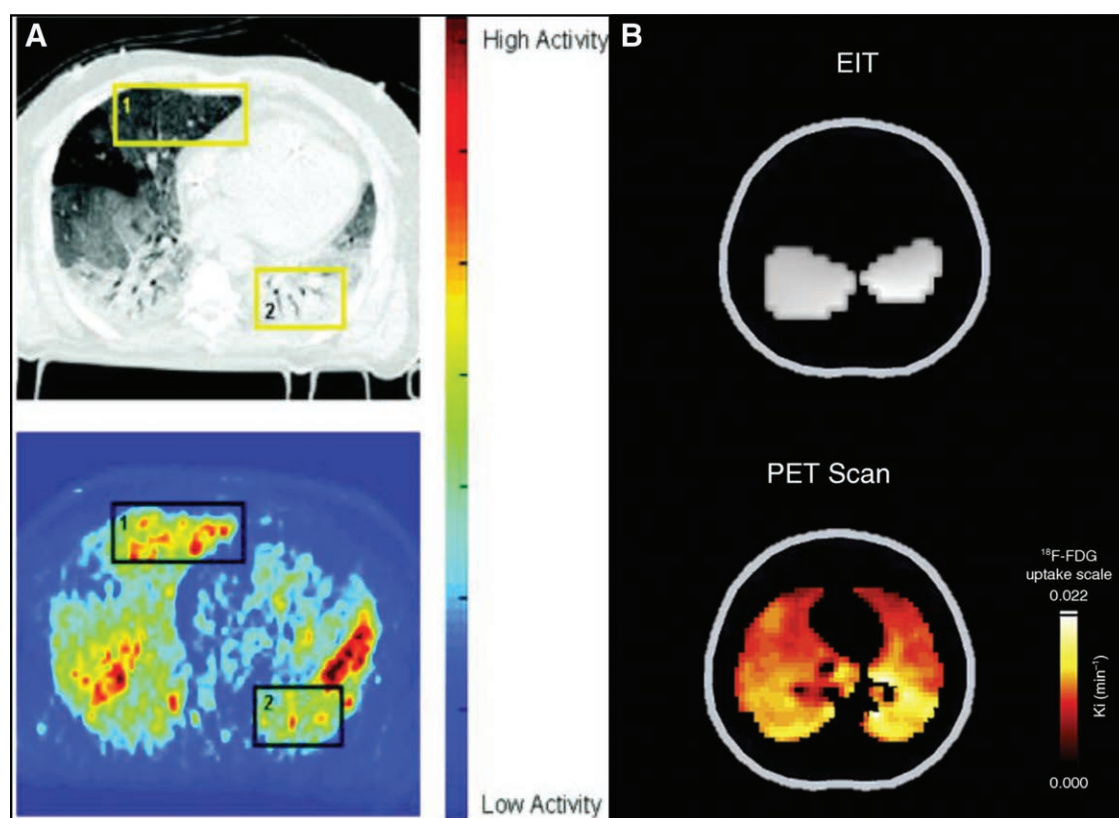 A
1
2
High Activity
1
2
Low Activity
B
EIT
PET Scan
¹⁸F-FDG
uptake scale
0.022
Ki (min⁻¹)
0.000